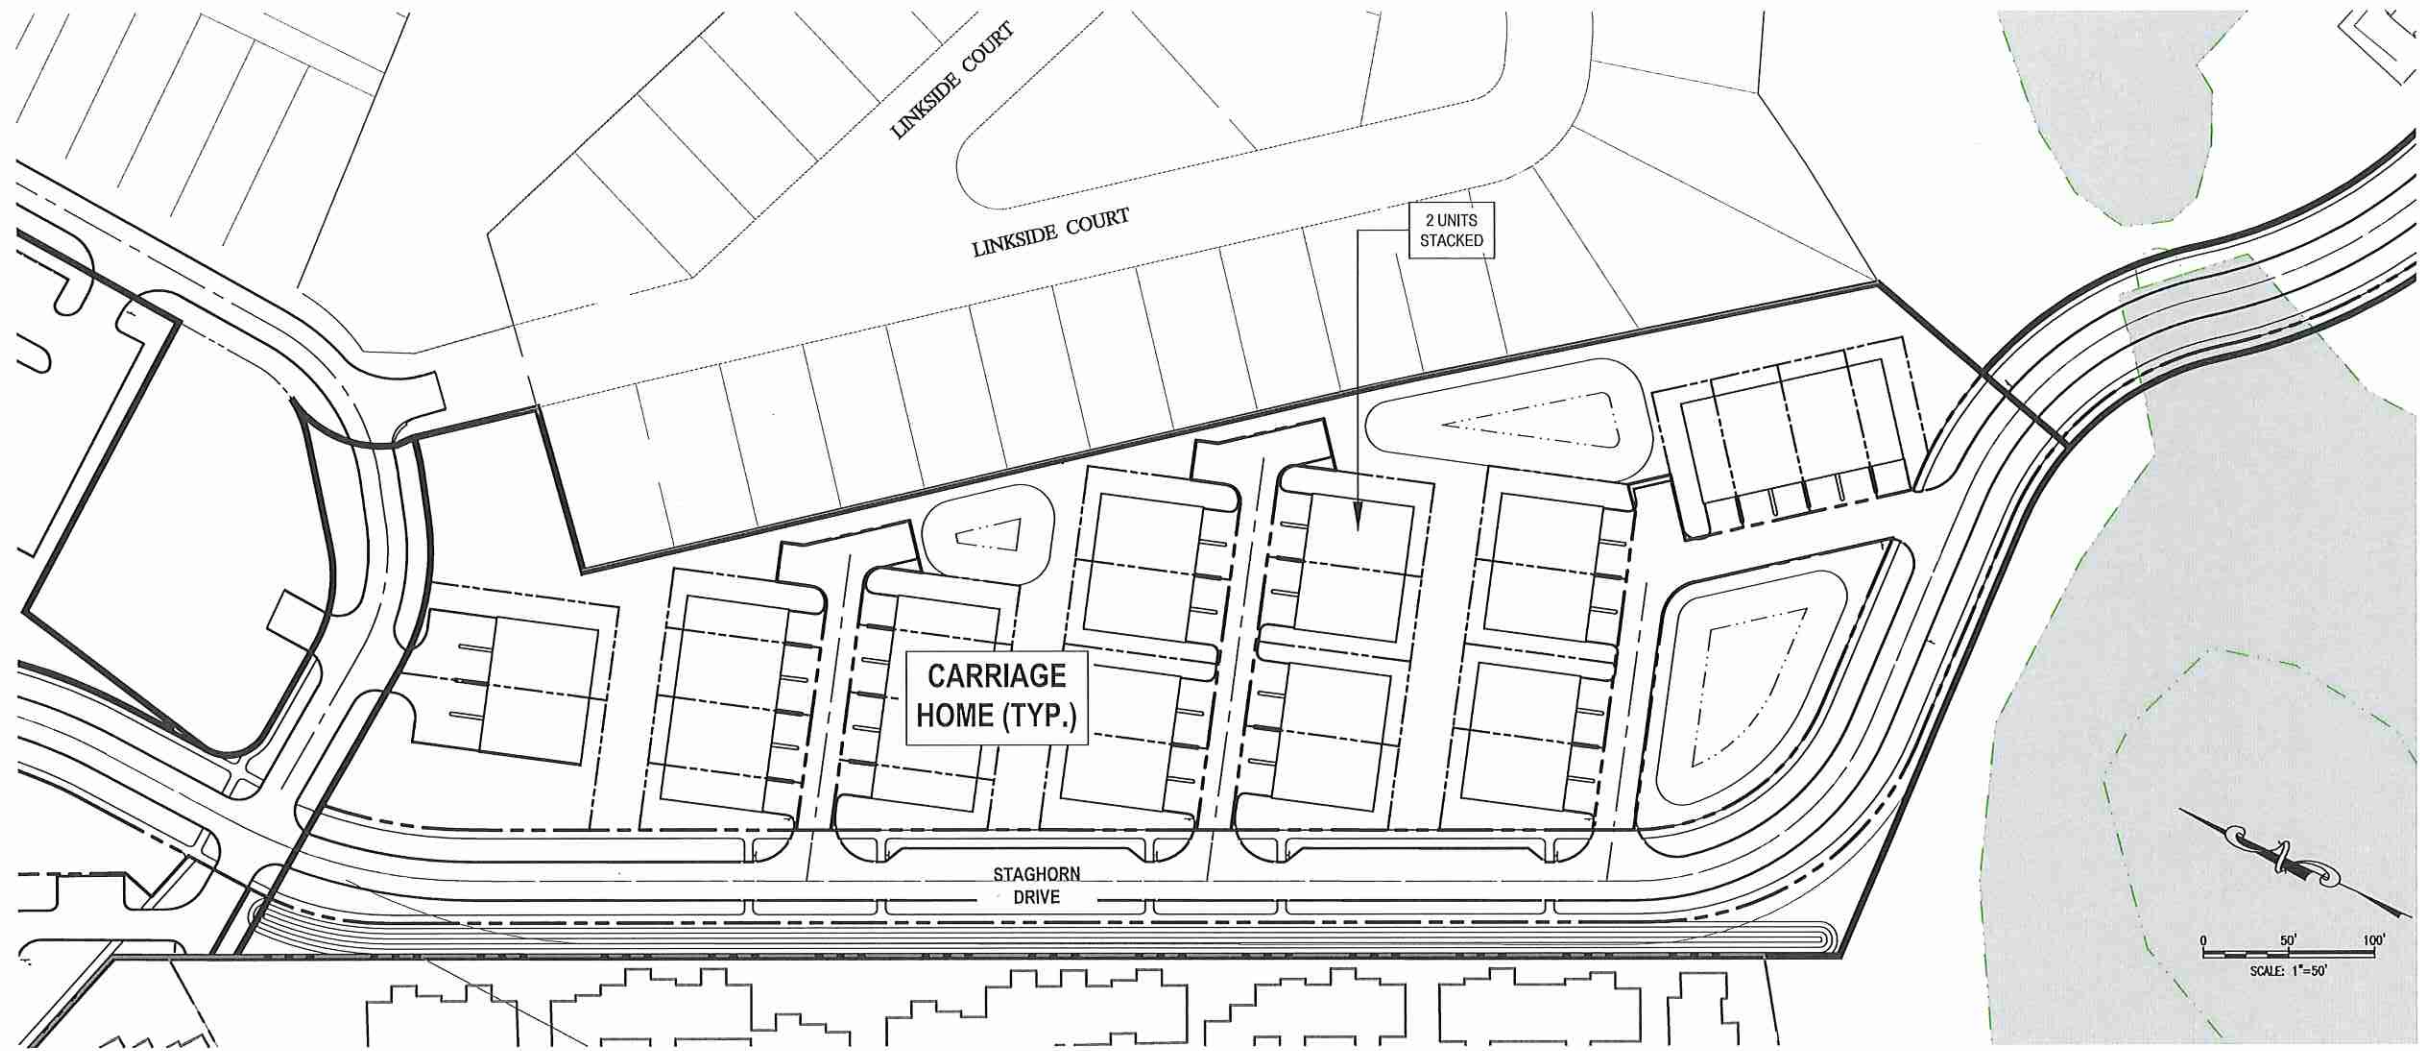 LINKSIDE COURT
LINKSIDE COURT
2 UNITS
STACKED
CARRIAGE
HOME (TYP.)
STAGHORN
DRIVE
0 50' 100'
SCALE: 1"=50'